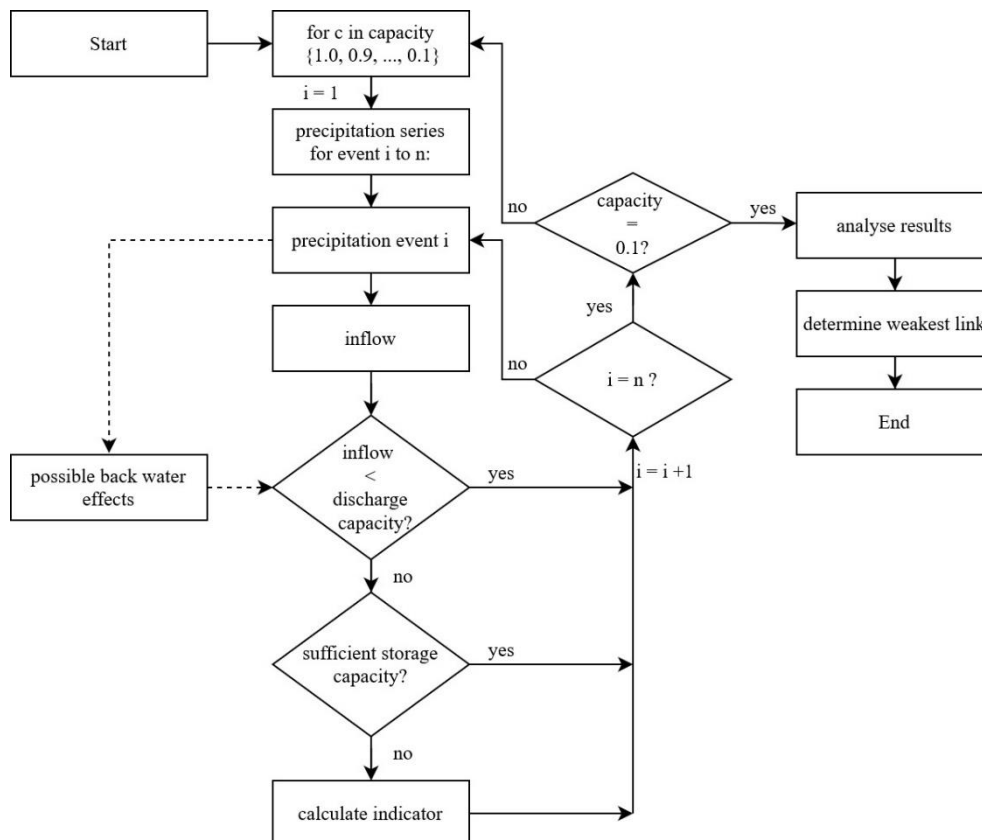 Start
for c in capacity
{1.0, 0.9, ..., 0.1}
i = 1
precipitation series
for event i to n:
precipitation event i
inflow
possible back water
effects
inflow
<
discharge
capacity?
yes
no
sufficient storage
capacity?
yes
no
calculate indicator
i = i +1
i = n ?
no
yes
capacity
=
0.1?
no
yes
analyse results
determine weakest link
End